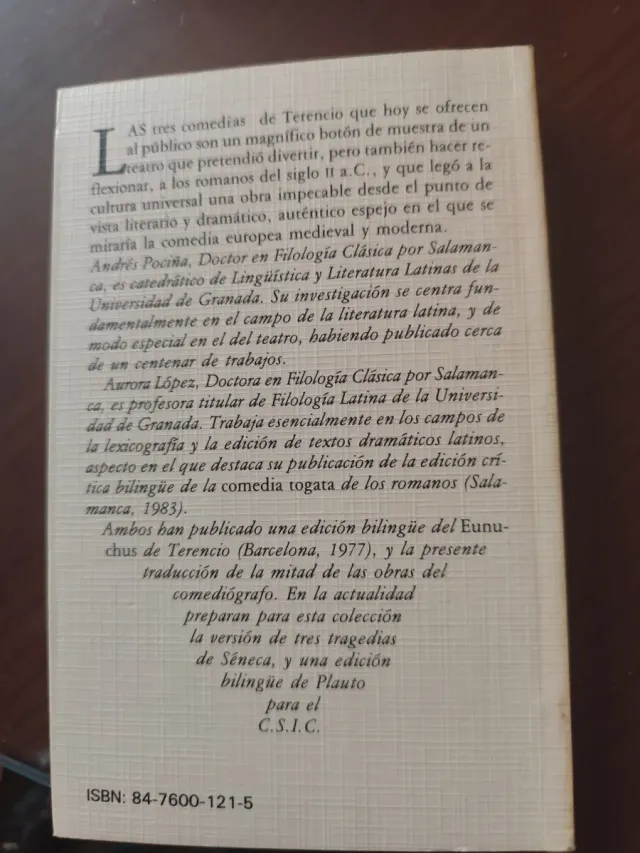 LAS tres comedias de Terencio que hoy se ofrecen
al público son un magnífico botón de muestra de un
teatro que pretendió divertir, pero también hacer re-
flexionar, a los romanos del siglo II a.C., y que legó a la
cultura universal una obra impecable desde el punto de
vista literario y dramático, auténtico espejo en el que se
miraría la comedia europea medieval y moderna.
Andrés Pociña, Doctor en Filología Clásica por Salaman-
ca, es catedrático de Lingüística y Literatura Latinas de la
Universidad de Granada. Su investigación se centra fun-
damentalmente en el campo de la literatura latina, y de
modo especial en el del teatro, habiendo publicado cerca
de un centenar de trabajos.
Aurora López, Doctora en Filología Clásica por Salaman-
ca, es profesora titular de Filología Latina de la Universi-
dad de Granada. Trabaja esencialmente en los campos de
la lexicografía y la edición de textos dramáticos latinos,
aspecto en el que destaca su publicación de la edición crí-
tica bilingüe de la comedia togata de los romanos (Sala-
manca, 1983).
Ambos han publicado una edición bilingüe del Eunu-
chus de Terencio (Barcelona, 1977), y la presente
traducción de la mitad de las obras del
comediógrafo. En la actualidad
preparan para esta colección
la versión de tres tragedias
de Séneca, y una edición
bilingüe de Plauto
para el
C.S.I.C.
ISBN: 84-7600-121-5